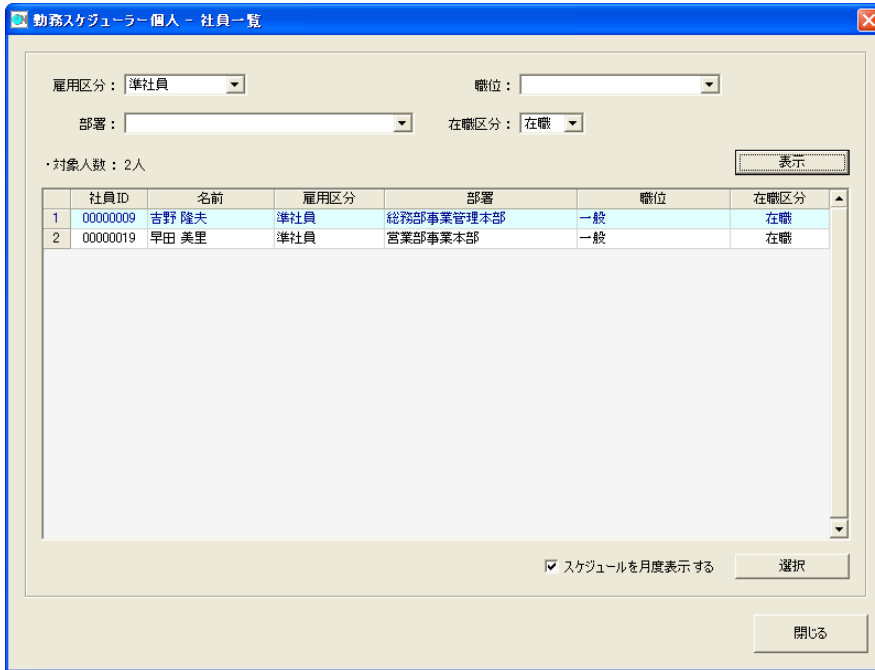 勤務スケジューラー個人 - 社員一覧
雇用区分： 準社員 職位：
部署： 在職区分： 在職
・対象人数： 2人 表示
社員ID 名前 雇用区分 部署 職位 在職区分
1 00000009 吉野 隆夫 準社員 総務部事業管理本部 一般 在職
2 00000019 早田 美里 準社員 営業部事業本部 一般 在職
スケジュールを月度表示する 選択
閉じる